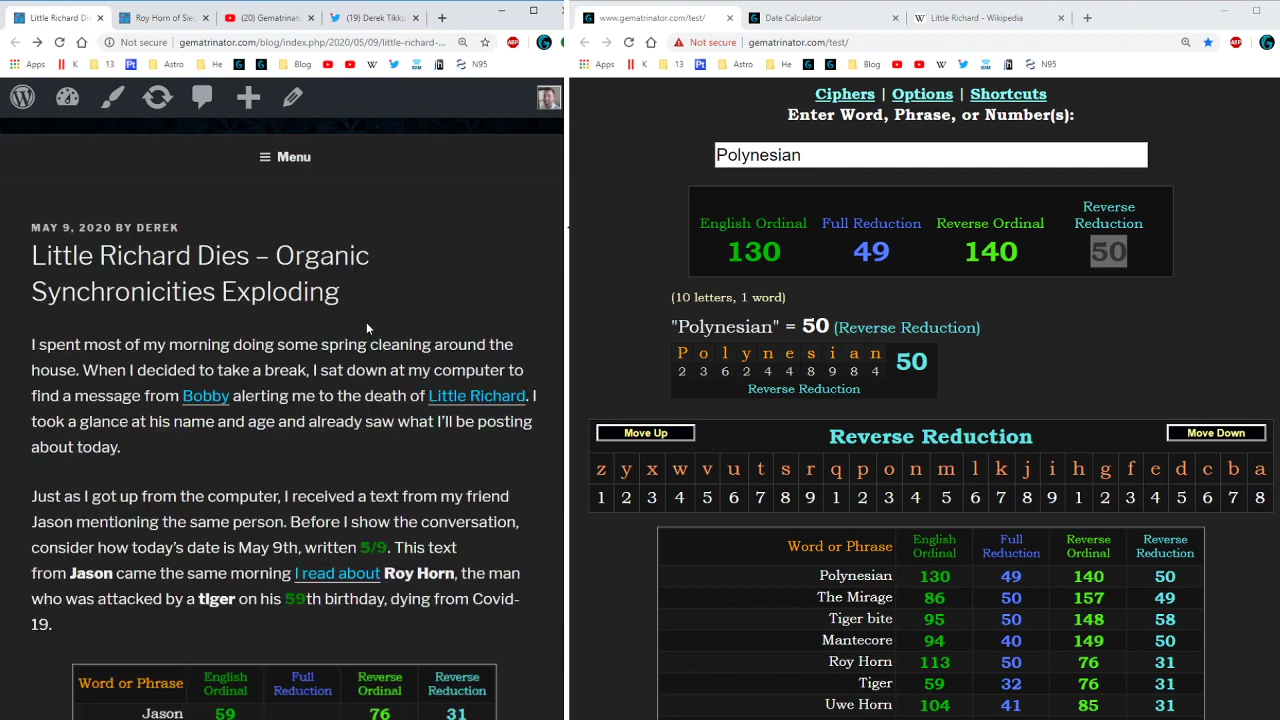 Little Richard Di
Roy Horn of Sieg
(20) Gematrinato
(19) Derek Tikku
Not secure
gematrinator.com/blog/index.php/2020/05/09/little-richard-...
Apps
K
13
Pt
Astro
He
Blog
W
N95
Menu
MAY 9, 2020 BY DEREK
Little Richard Dies – Organic
Synchronicities Exploding
I spent most of my morning doing some spring cleaning around the
house. When I decided to take a break, I sat down at my computer to
find a message from Bobby alerting me to the death of Little Richard. I
took a glance at his name and age and already saw what I'll be posting
about today.
Just as I got up from the computer, I received a text from my friend
Jason mentioning the same person. Before I show the conversation,
consider how today's date is May 9th, written 5/9. This text
from Jason came the same morning I read about Roy Horn, the man
who was attacked by a tiger on his 59th birthday, dying from Covid-
19.
Word or Phrase English Ordinal Full Reduction Reverse Ordinal Reverse Reduction
Jason 59 76 31
www.gematrinator.com/test/
Date Calculator
Little Richard - Wikipedia
Not secure
gematrinator.com/test/
Apps
K
13
Pt
Astro
He
Blog
W
N95
Ciphers | Options | Shortcuts
Enter Word, Phrase, or Number(s):
Polynesian
English Ordinal Full Reduction Reverse Ordinal Reverse Reduction
130 49 140 50
(10 letters, 1 word)
"Polynesian" = 50 (Reverse Reduction)
P o l y n e s i a n 50
2 3 6 2 4 4 8 9 8 4
Reverse Reduction
Move Up Reverse Reduction Move Down
z y x w v u t s r q p o n m l k j i h g f e d c b a
1 2 3 4 5 6 7 8 9 1 2 3 4 5 6 7 8 9 1 2 3 4 5 6 7 8
Word or Phrase English Ordinal Full Reduction Reverse Ordinal Reverse Reduction
Polynesian 130 49 140 50
The Mirage 86 50 157 49
Tiger bite 95 50 148 58
Mantecore 94 40 149 50
Roy Horn 113 50 76 31
Tiger 59 32 76 31
Uwe Horn 104 41 85 31